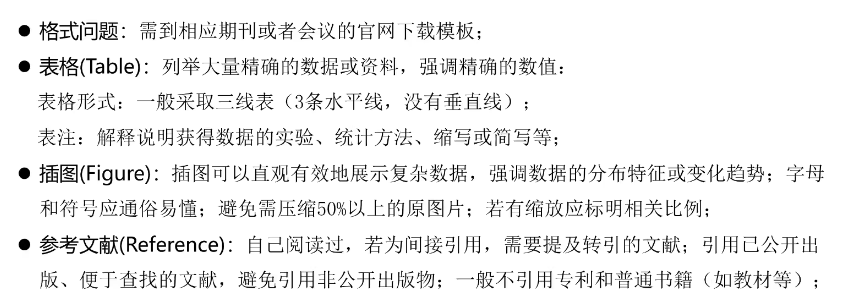 ● 格式问题：需到相应期刊或者会议的官网下载模板；
● 表格(Table)：列举大量精确的数据或资料，强调精确的数值：
表格形式：一般采取三线表（3条水平线，没有垂直线）；
表注：解释说明获得数据的实验、统计方法、缩写或简写等；
● 插图(Figure)：插图可以直观有效地展示复杂数据，强调数据的分布特征或变化趋势；字母
和符号应通俗易懂；避免需压缩50%以上的原图片；若有缩放应标明相关比例；
● 参考文献(Reference)：自己阅读过，若为间接引用，需要提及转引的文献；引用已公开出
版、便于查找的文献，避免引用非公开出版物；一般不引用专利和普通书籍（如教材等）；